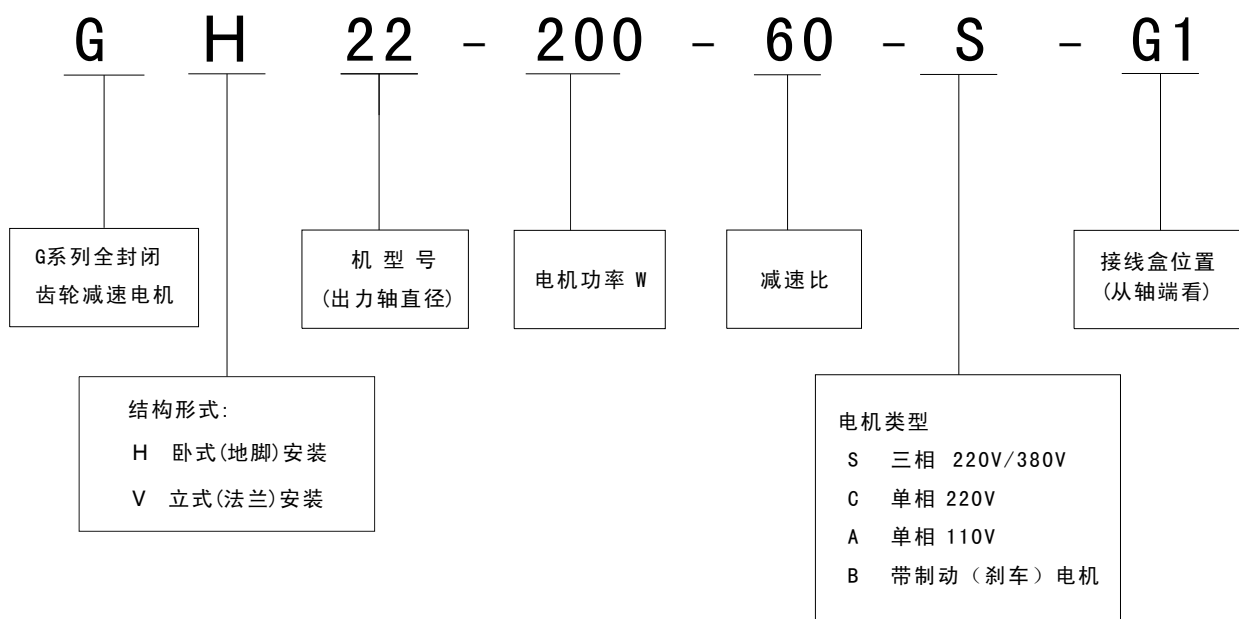 G H 22 - 200 - 60 - S - G1
G系列全封闭
齿轮减速电机
机 型 号
(出力轴直径)
电机功率 W
减速比
接线盒位置
(从轴端看)
结构形式:
H 卧式(地脚)安装
V 立式(法兰)安装
电机类型
S 三相 220V/380V
C 单相 220V
A 单相 110V
B 带制动（刹车）电机